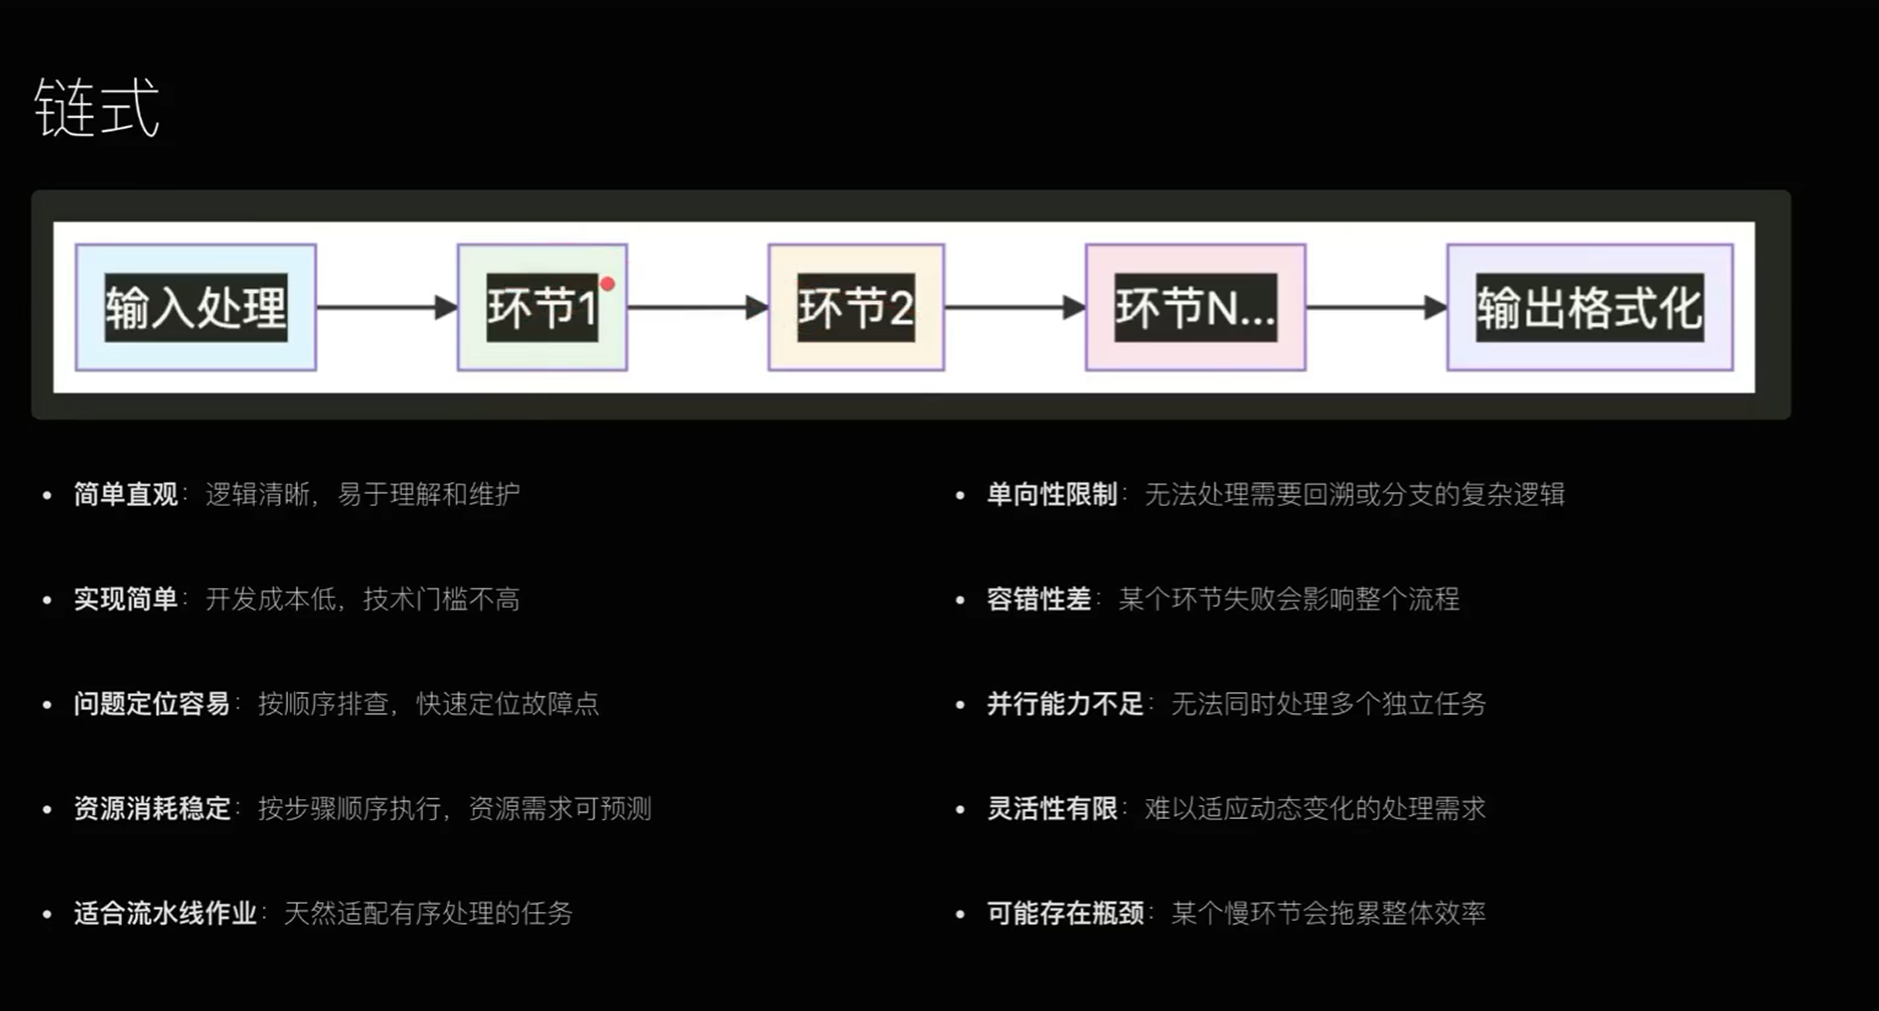 链式
输入处理
环节1
环节2
环节N...
输出格式化
简单直观：逻辑清晰，易于理解和维护
实现简单：开发成本低，技术门槛不高
问题定位容易：按顺序排查，快速定位故障点
资源消耗稳定：按步骤顺序执行，资源需求可预测
适合流水线作业：天然适配有序处理的任务
单向性限制：无法处理需要回溯或分支的复杂逻辑
容错性差：某个环节失败会影响整个流程
并行能力不足：无法同时处理多个独立任务
灵活性有限：难以适应动态变化的处理需求
可能存在瓶颈：某个慢环节会拖累整体效率